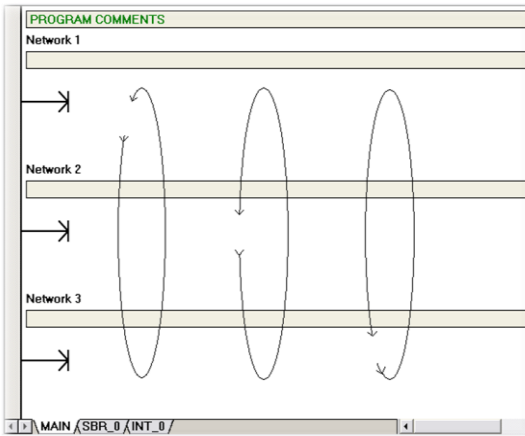 PROGRAM COMMENTS
Network 1
Network 2
Network 3
MAIN SBR_0 INT_0